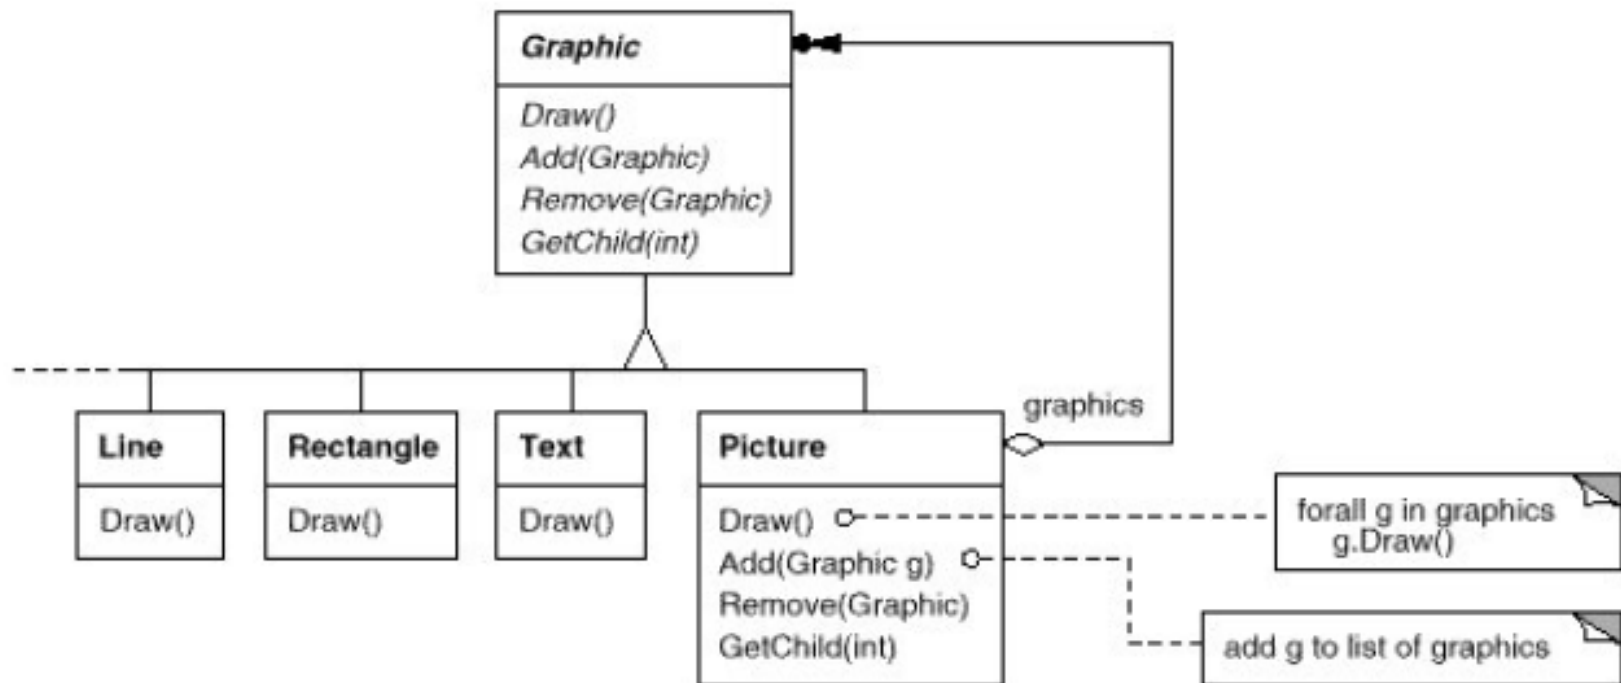 Graphic
Draw()
Add(Graphic)
Remove(Graphic)
GetChild(int)
graphics
Line
Draw()
Rectangle
Draw()
Text
Draw()
Picture
Draw()
Add(Graphic g)
Remove(Graphic)
GetChild(int)
forall g in graphics
g.Draw()
add g to list of graphics